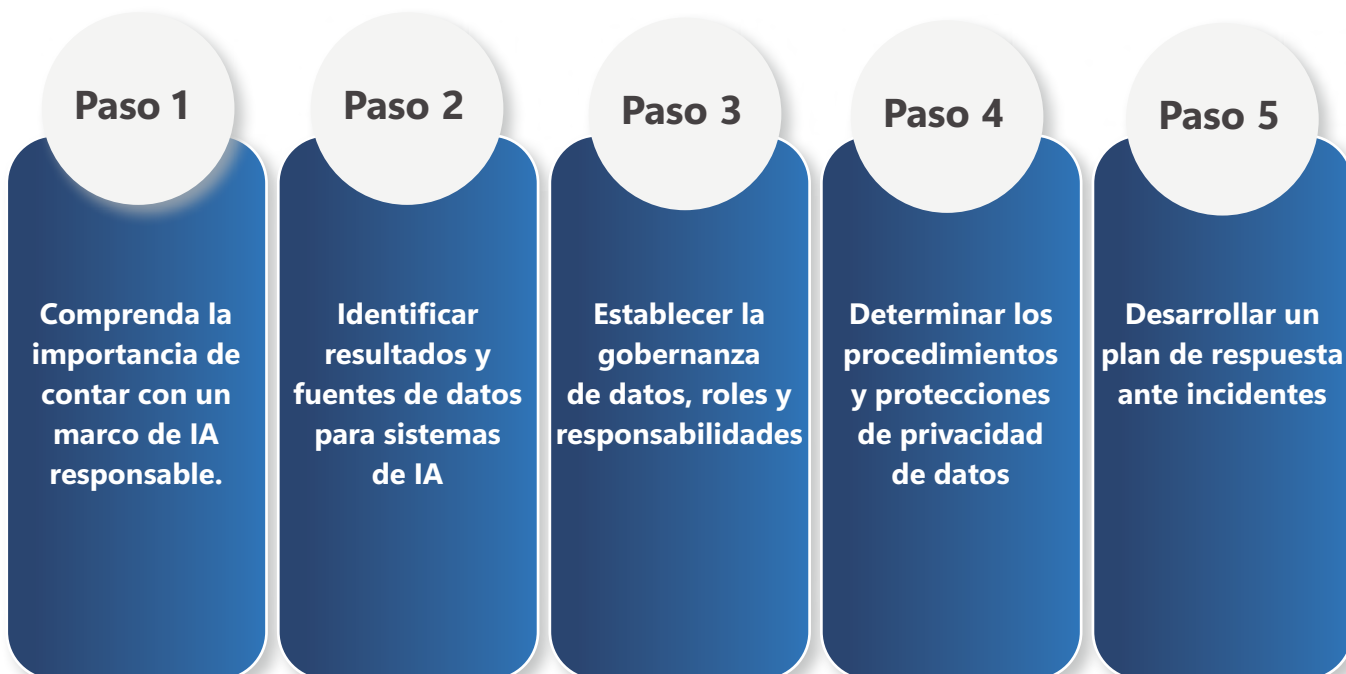 Paso 1
Comprenda la
importancia de
contar con un
marco de IA
responsable.
Paso 2
Identificar
resultados y
fuentes de datos
para sistemas
de IA
Paso 3
Establecer la
gobernanza
de datos, roles y
responsabilidades
Paso 4
Determinar los
procedimientos
y protecciones
de privacidad
de datos
Paso 5
Desarrollar un
plan de respuesta
ante incidentes